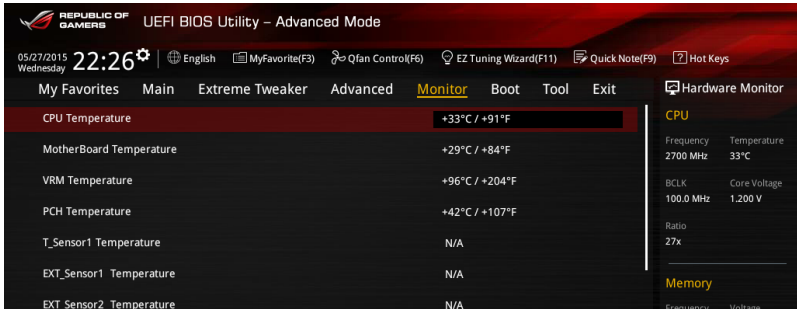 REPUBLIC OF
GAMERS
UEFI BIOS Utility – Advanced Mode
05/27/2015
Wednesday
22:26
English
MyFavorite(F3)
Qfan Control(F6)
EZ Tuning Wizard(F11)
Quick Note(F9)
? Hot Keys
My Favorites Main Extreme Tweaker Advanced Monitor Boot Tool Exit
Hardware Monitor
CPU Temperature +33°C / +91°F
MotherBoard Temperature +29°C / +84°F
VRM Temperature +96°C / +204°F
PCH Temperature +42°C / +107°F
T_Sensor1 Temperature N/A
EXT_Sensor1 Temperature N/A
EXT_Sensor2 Temperature N/A
CPU
Frequency Temperature
2700 MHz 33°C
BCLK Core Voltage
100.0 MHz 1.200 V
Ratio
27x
Memory
Frequency Voltage